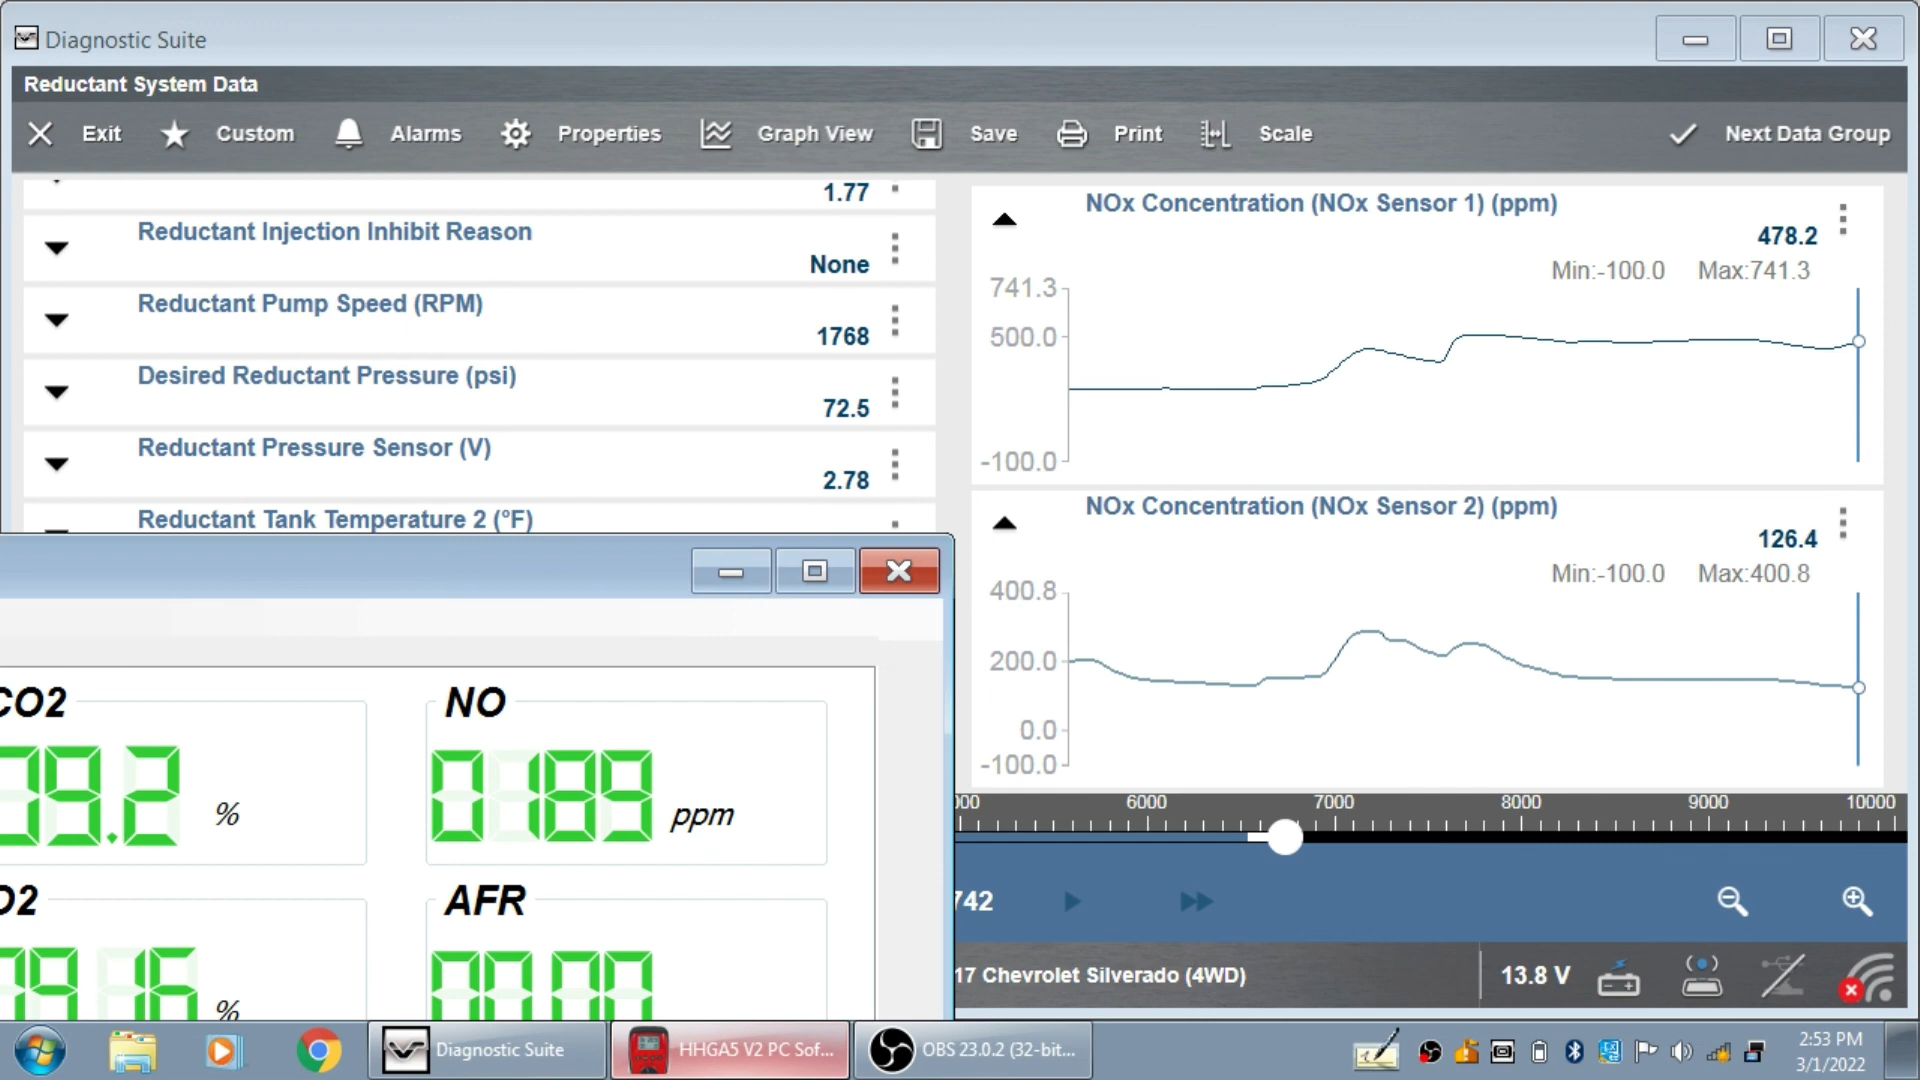 Diagnostic Suite
Reductant System Data
Exit Custom Alarms Properties Graph View Save Print Scale Next Data Group
1.77
Reductant Injection Inhibit Reason
None
Reductant Pump Speed (RPM)
1768
Desired Reductant Pressure (psi)
72.5
Reductant Pressure Sensor (V)
2.78
Reductant Tank Temperature 2 (°F)
NOx Concentration (NOx Sensor 1) (ppm)
478.2
Min:-100.0 Max:741.3
741.3
500.0
-100.0
NOx Concentration (NOx Sensor 2) (ppm)
126.4
Min:-100.0 Max:400.8
400.8
200.0
0.0
-100.0
000 6000 7000 8000 9000 10000
742
17 Chevrolet Silverado (4WD) 13.8 V
CO2
09.2 %
NO
0189 ppm
O2
%
AFR
Diagnostic Suite HHGA5 V2 PC Sof... OBS 23.0.2 (32-bit...
2:53 PM
3/1/2022